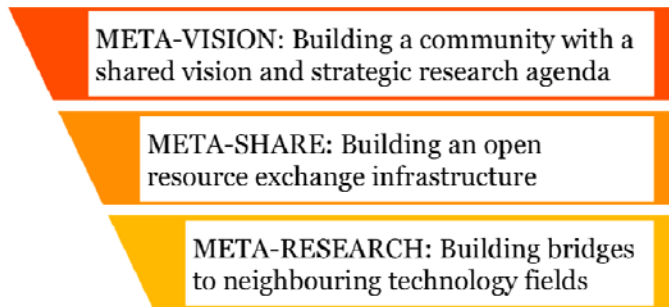 META-VISION: Building a community with a
shared vision and strategic research agenda
META-SHARE: Building an open
resource exchange infrastructure
META-RESEARCH: Building bridges
to neighbouring technology fields